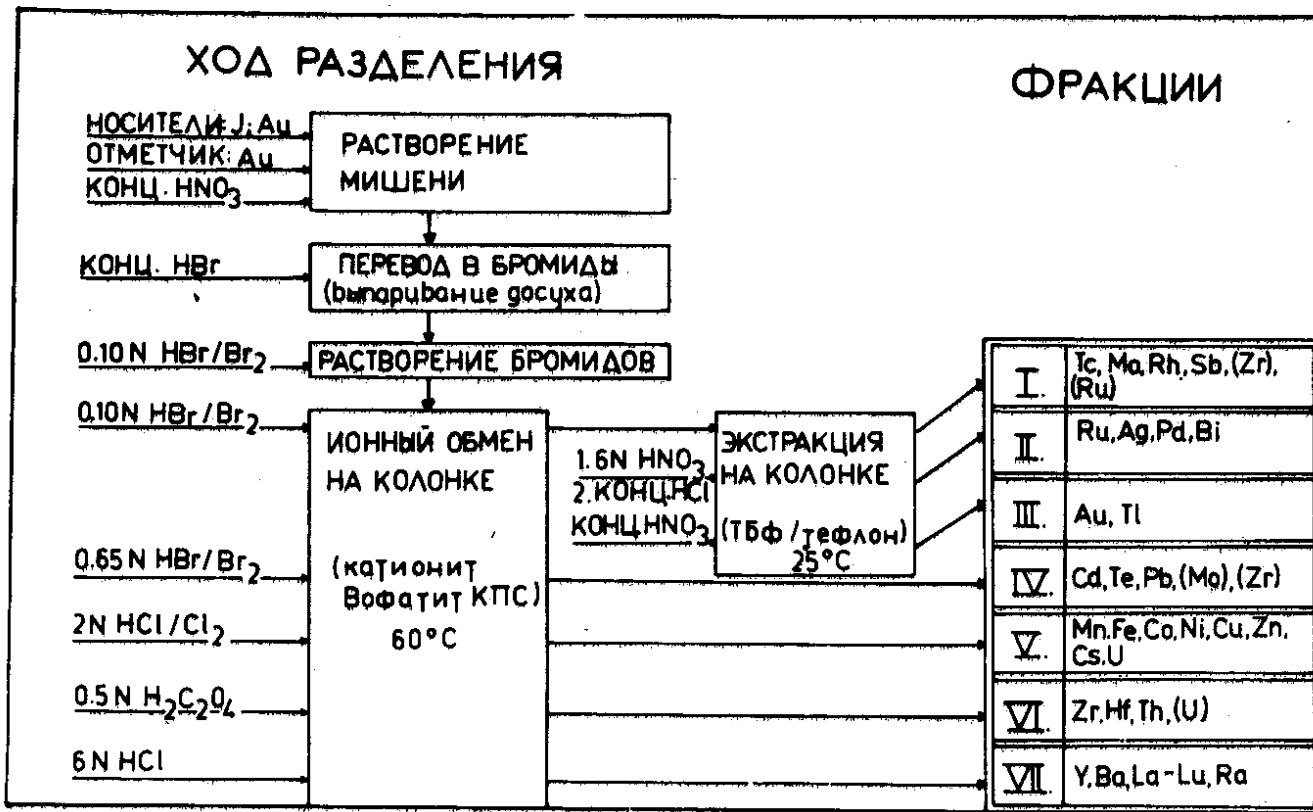 ХОД РАЗДЕЛЕНИЯ
ФРАКЦИИ
НОСИТЕЛИ: J; Au
ОТМЕТЧИК: Au
КОНЦ. HNO3
РАСТВОРЕНИЕ
МИШЕНИ
КОНЦ. HBr
ПЕРЕВОД В БРОМИДЫ
(выпаривание досуха)
0.10 N HBr/Br2
РАСТВОРЕНИЕ БРОМИДОВ
0.10 N HBr/Br2
ИОННЫЙ ОБМЕН
НА КОЛОНКЕ
(катионит
Вофатит КПС)
60°C
0.65 N HBr/Br2
2N HCl/Cl2
0.5 N H2C2O4
6 N HCl
1. 6N HNO3
2. КОНЦ. HCl
КОНЦ. HNO3
ЭКСТРАКЦИЯ
НА КОЛОНКЕ
(ТБФ/тефлон)
25°C
I. Tc, Mo, Rh, Sb, (Zr),
(Ru)
II. Ru, Ag, Pd, Bi
III. Au, Tl
IV. Cd, Te, Pb, (Mo), (Zr)
V. Mn, Fe, Co, Ni, Cu, Zn,
Cs, U
VI. Zr, Hf, Th, (U)
VII. Y, Ba, La-Lu, Ra